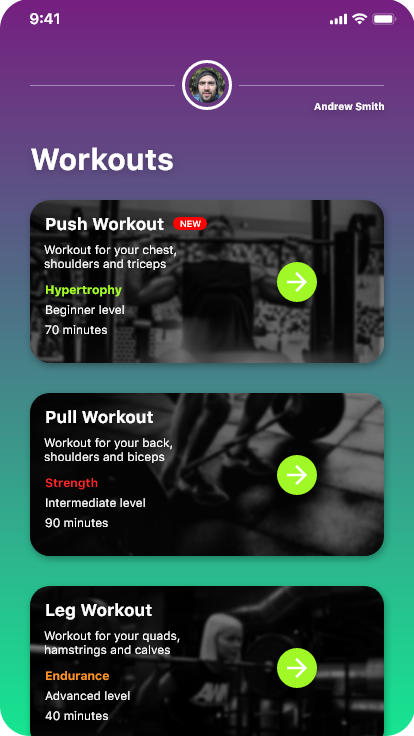 9:41
Andrew Smith
Workouts
Push Workout NEW
Workout for your chest,
shoulders and triceps
Hypertrophy
Beginner level
70 minutes
Pull Workout
Workout for your back,
shoulders and biceps
Strength
Intermediate level
90 minutes
Leg Workout
Workout for your quads,
hamstrings and calves
Endurance
Advanced level
40 minutes